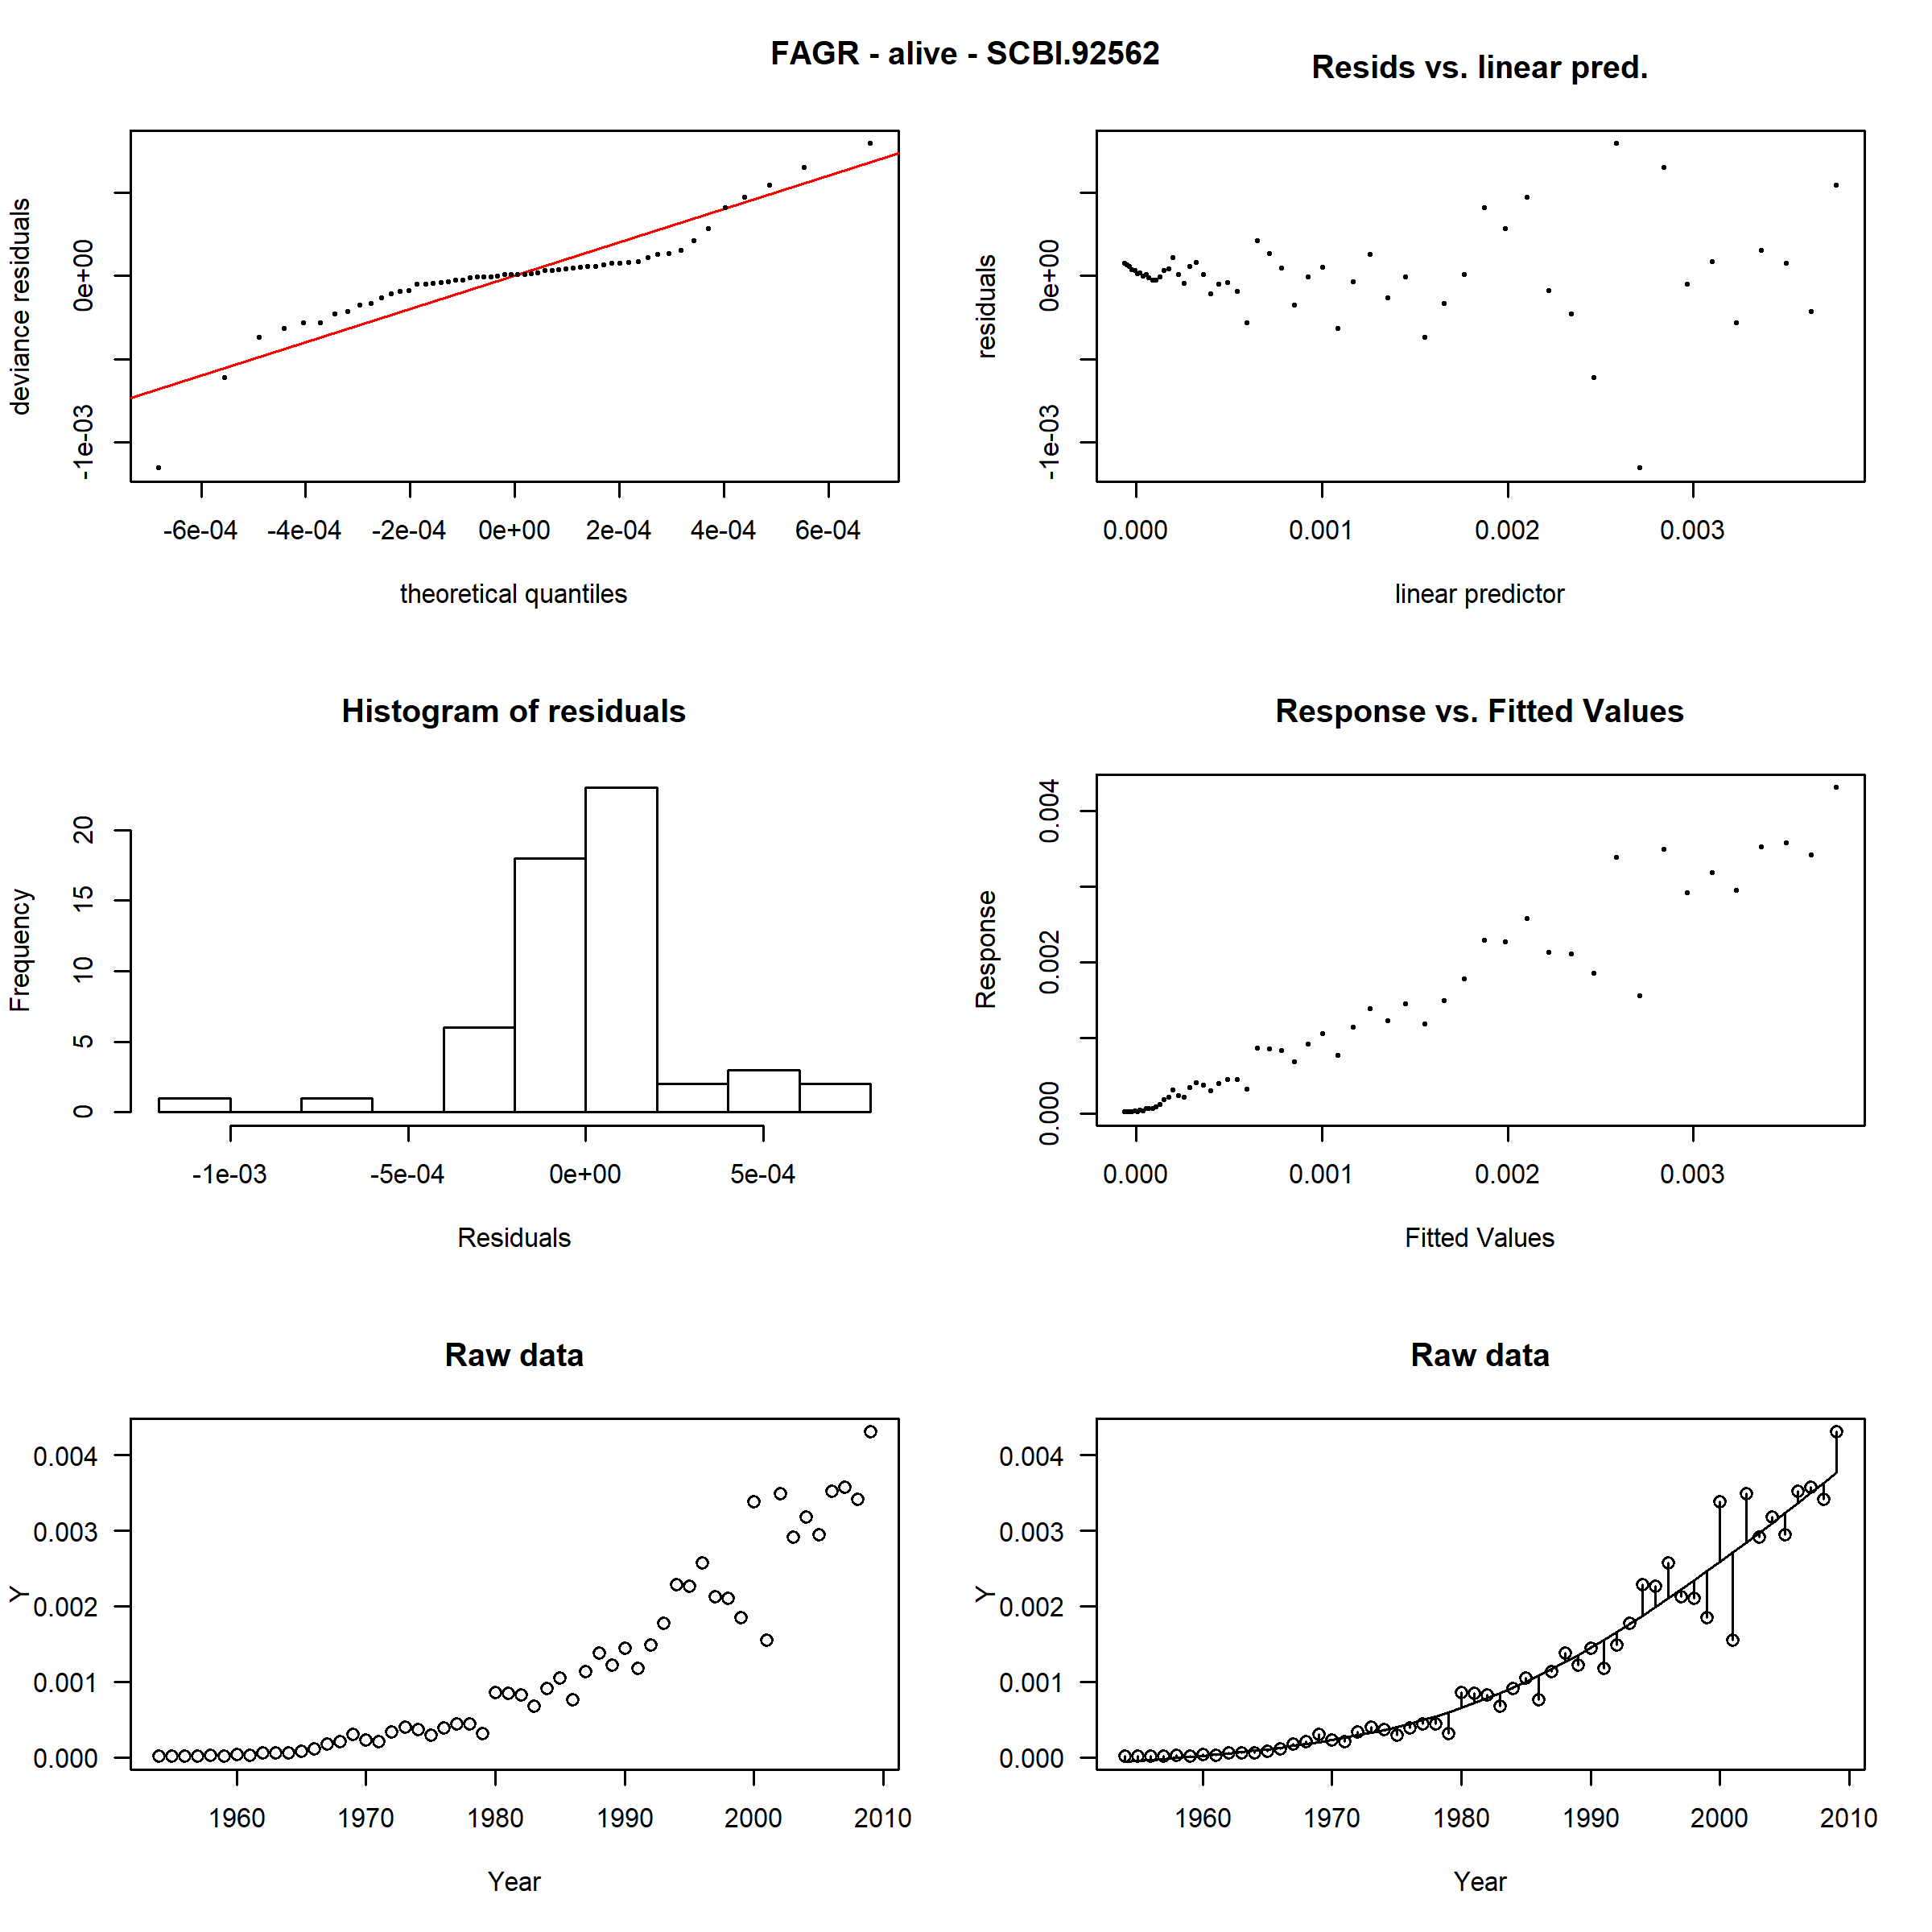 FAGR - alive - SCBI.92562
Resids vs. linear pred.
deviance residuals
-1e-03
0e+00
-6e-04 -4e-04 -2e-04 0e+00 2e-04 4e-04 6e-04
theoretical quantiles
residuals
-1e-03
0e+00
0.000 0.001 0.002 0.003
linear predictor
Histogram of residuals
Frequency
0 5 10 15 20
-1e-03 -5e-04 0e+00 5e-04
Residuals
Response vs. Fitted Values
Response
0.000 0.002 0.004
0.000 0.001 0.002 0.003
Fitted Values
Raw data
Y
0.004
0.003
0.002
0.001
0.000
1960 1970 1980 1990 2000 2010
Year
Raw data
Y
0.004
0.003
0.002
0.001
0.000
1960 1970 1980 1990 2000 2010
Year